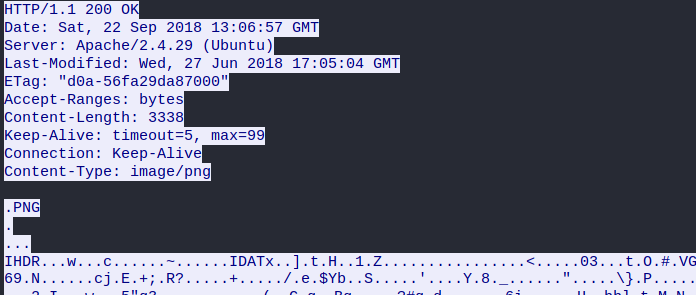 HTTP/1.1 200 OK
Date: Sat, 22 Sep 2018 13:06:57 GMT
Server: Apache/2.4.29 (Ubuntu)
Last-Modified: Wed, 27 Jun 2018 17:05:04 GMT
ETag: "d0a-56fa29da87000"
Accept-Ranges: bytes
Content-Length: 3338
Keep-Alive: timeout=5, max=99
Connection: Keep-Alive
Content-Type: image/png
.PNG
.
...
IHDR...w...c......~......IDATx..].t.H..1.Z................<.....03...t.O.#.VG
69.N......cj.E.+;.R?.....+...../.e.$Yb..S.....'....Y.8._......".....\}.P.....